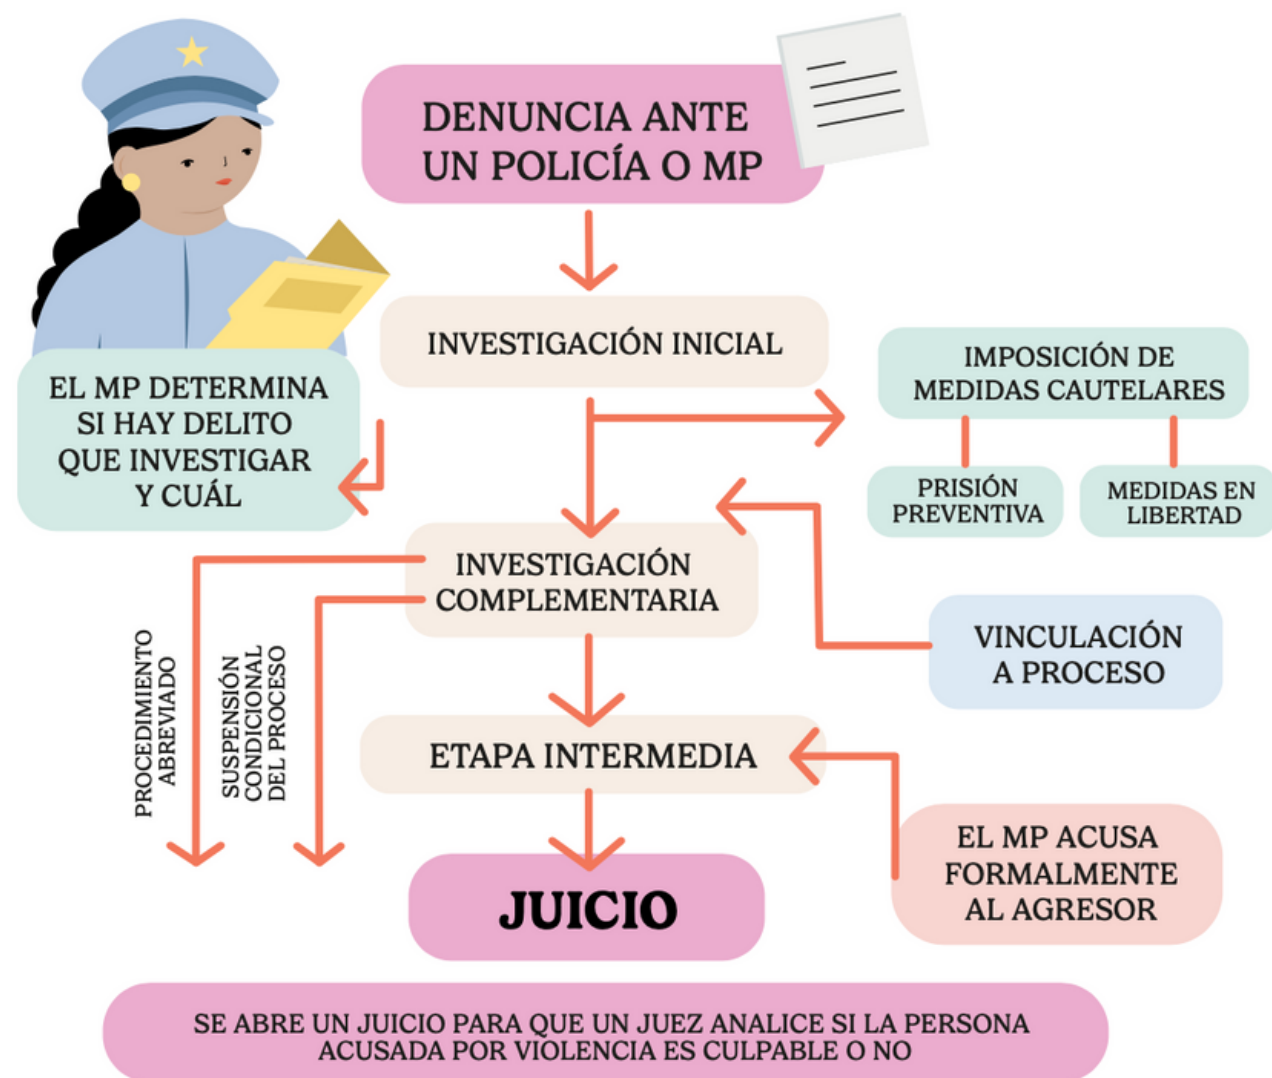 DENUNCIA ANTE
UN POLICÍA O MP
INVESTIGACIÓN INICIAL
EL MP DETERMINA
SI HAY DELITO
QUE INVESTIGAR
Y CUÁL
IMPOSICIÓN DE
MEDIDAS CAUTELARES
PRISIÓN
PREVENTIVA
MEDIDAS EN
LIBERTAD
INVESTIGACIÓN
COMPLEMENTARIA
VINCULACIÓN
A PROCESO
PROCEDIMIENTO
ABREVIADO
SUSPENSIÓN
CONDICIONAL
DEL PROCESO
ETAPA INTERMEDIA
EL MP ACUSA
FORMALMENTE
AL AGRESOR
JUICIO
SE ABRE UN JUICIO PARA QUE UN JUEZ ANALICE SI LA PERSONA
ACUSADA POR VIOLENCIA ES CULPABLE O NO